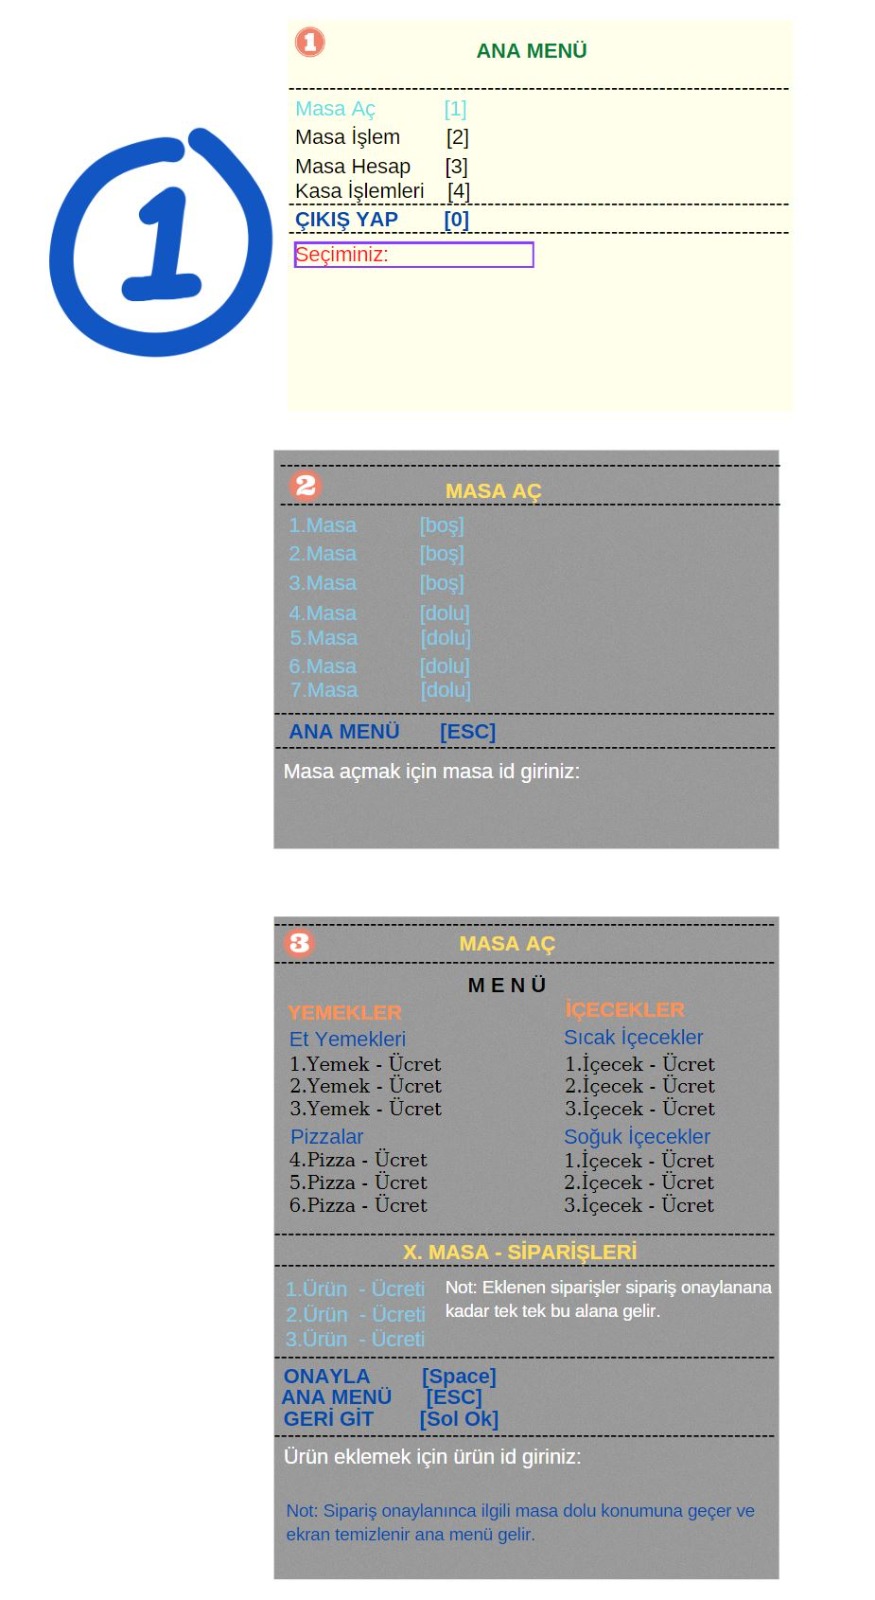 1
1
ANA MENÜ
Masa Aç [1]
Masa İşlem [2]
Masa Hesap [3]
Kasa İşlemleri [4]
ÇIKIŞ YAP [0]
Seçiminiz:
2
MASA AÇ
1.Masa [boş]
2.Masa [boş]
3.Masa [boş]
4.Masa [dolu]
5.Masa [dolu]
6.Masa [dolu]
7.Masa [dolu]
ANA MENÜ [ESC]
Masa açmak için masa id giriniz:
3
MASA AÇ
MENÜ
YEMEKLER
Et Yemekleri
1.Yemek - Ücret
2.Yemek - Ücret
3.Yemek - Ücret
Pizzalar
4.Pizza - Ücret
5.Pizza - Ücret
6.Pizza - Ücret
İÇECEKLER
Sıcak İçecekler
1.İçecek - Ücret
2.İçecek - Ücret
3.İçecek - Ücret
Soğuk İçecekler
1.İçecek - Ücret
2.İçecek - Ücret
3.İçecek - Ücret
X. MASA - SİPARİŞLERİ
1.Ürün - Ücreti
2.Ürün - Ücreti
3.Ürün - Ücreti
Not: Eklenen siparişler sipariş onaylanana
kadar tek tek bu alana gelir.
ONAYLA [Space]
ANA MENÜ [ESC]
GERİ GİT [Sol Ok]
Ürün eklemek için ürün id giriniz:
Not: Sipariş onaylanınca ilgili masa dolu konumuna geçer ve
ekran temizlenir ana menü gelir.